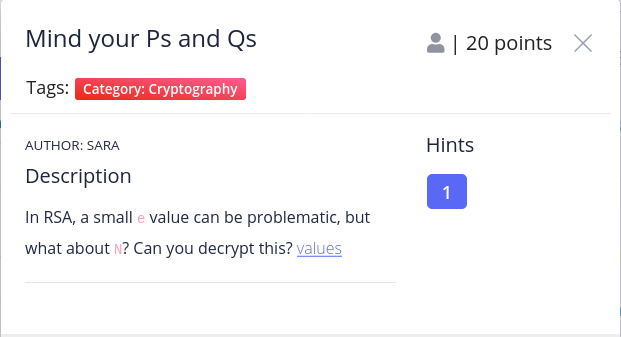 Mind your Ps and Qs
| 20 points
Tags: Category: Cryptography
AUTHOR: SARA
Hints
Description
1
In RSA, a small e value can be problematic, but
what about N? Can you decrypt this? values